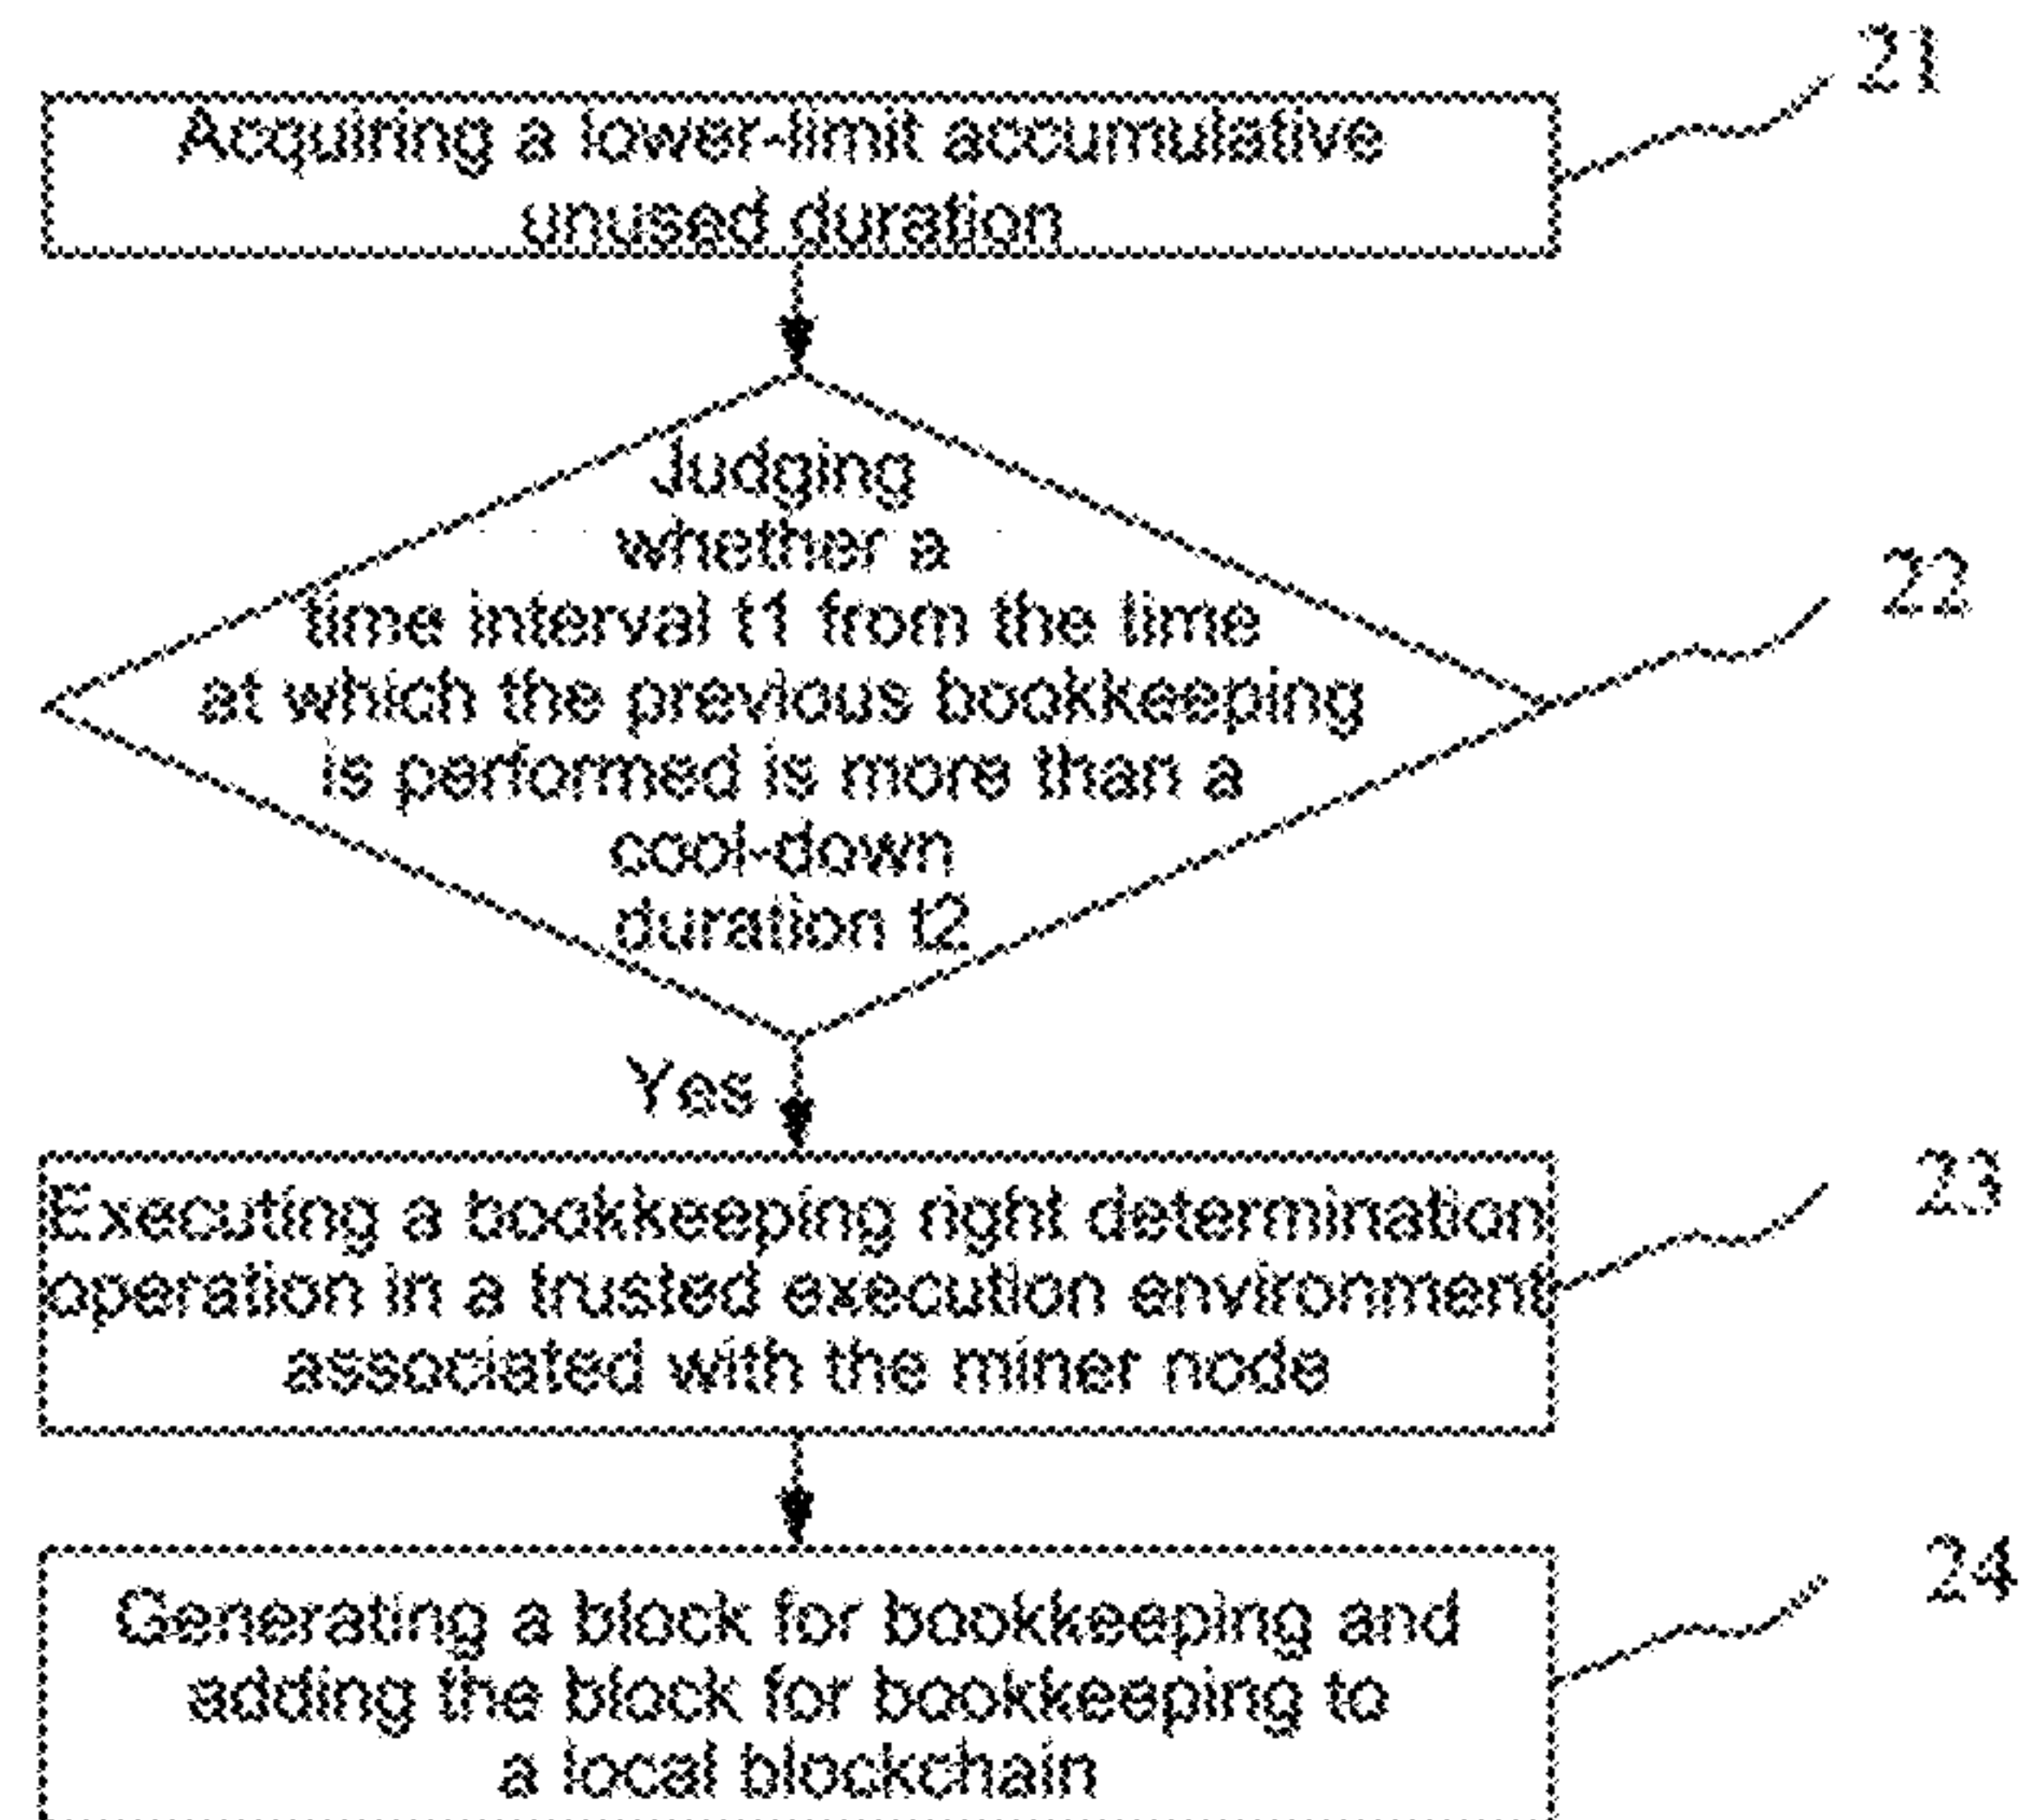 21
Acquiring a lower-limit accumulative
unused duration
Judging
whether a
time interval t1 from the time
at which the previous bookkeeping
is performed is more than a
cool-down
duration t2
22
Yes
23
Executing a bookkeeping right determination
operation in a trusted execution environment
associated with the miner node
24
Generating a block for bookkeeping and
adding the block for bookkeeping to
a local blockchain